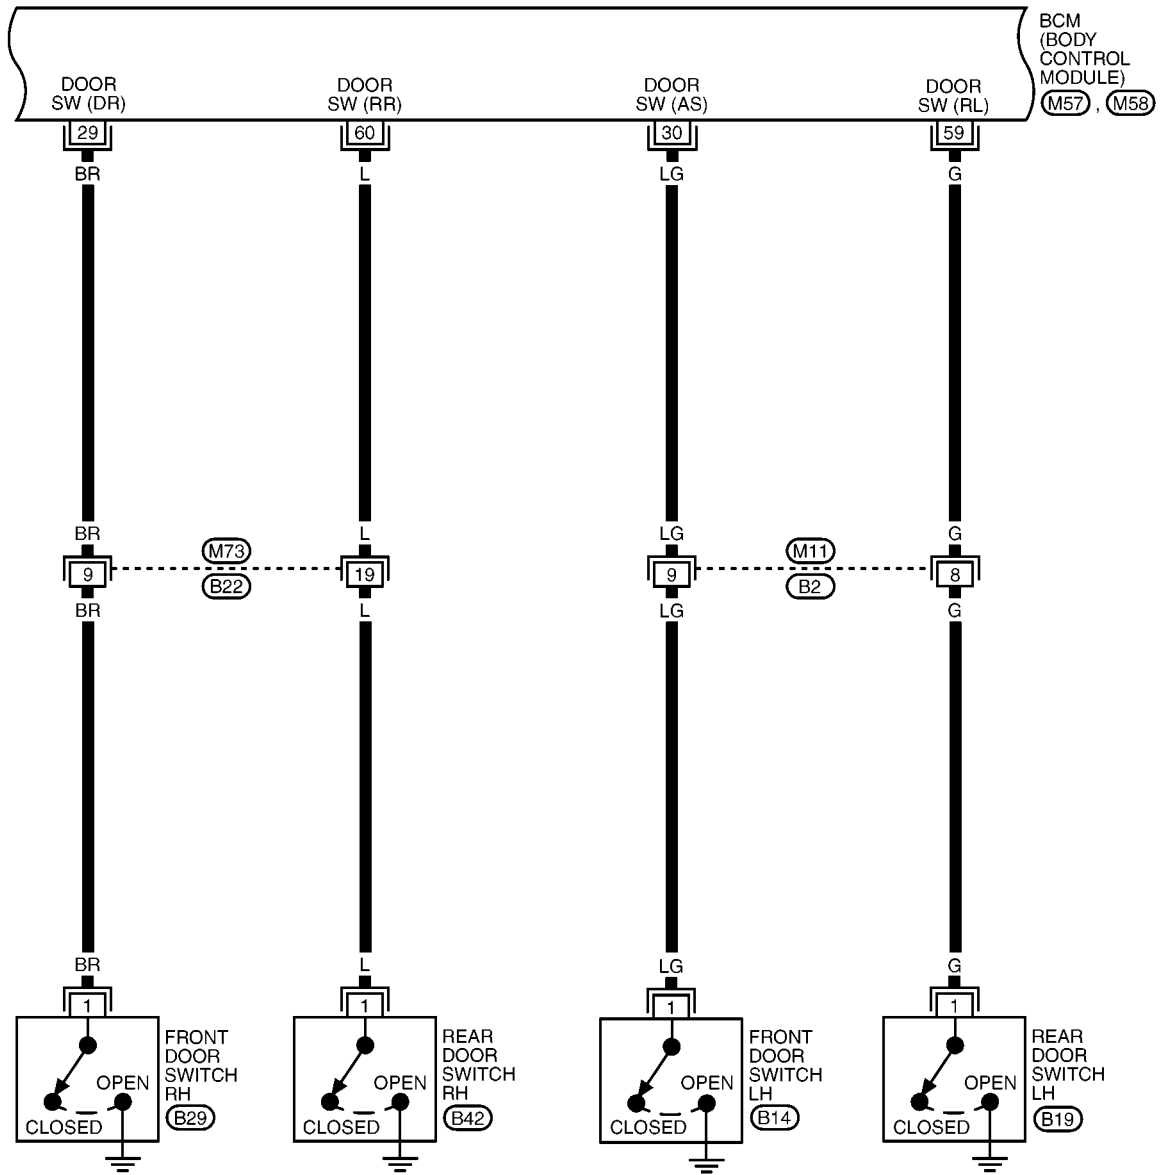 BCM
(BODY
CONTROL
MODULE)
M57 , M58
DOOR
SW (DR)
DOOR
SW (RR)
DOOR
SW (AS)
DOOR
SW (RL)
29 60 30 59
BR L LG G
BR L LG G
M73 M11
9 19 9 8
B22 B2
BR L LG G
BR L LG G
1 1 1 1
FRONT
DOOR
SWITCH
RH
B29
OPEN
CLOSED
REAR
DOOR
SWITCH
RH
B42
OPEN
CLOSED
FRONT
DOOR
SWITCH
LH
B14
OPEN
CLOSED
REAR
DOOR
SWITCH
LH
B19
OPEN
CLOSED